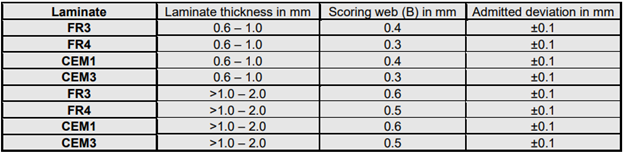 Laminate Laminate thickness in mm Scoring web (B) in mm Admitted deviation in mm
FR3 0.6 – 1.0 0.4 ±0.1
FR4 0.6 – 1.0 0.3 ±0.1
CEM1 0.6 – 1.0 0.4 ±0.1
CEM3 0.6 – 1.0 0.3 ±0.1
FR3 >1.0 – 2.0 0.6 ±0.1
FR4 >1.0 – 2.0 0.5 ±0.1
CEM1 >1.0 – 2.0 0.6 ±0.1
CEM3 >1.0 – 2.0 0.5 ±0.1